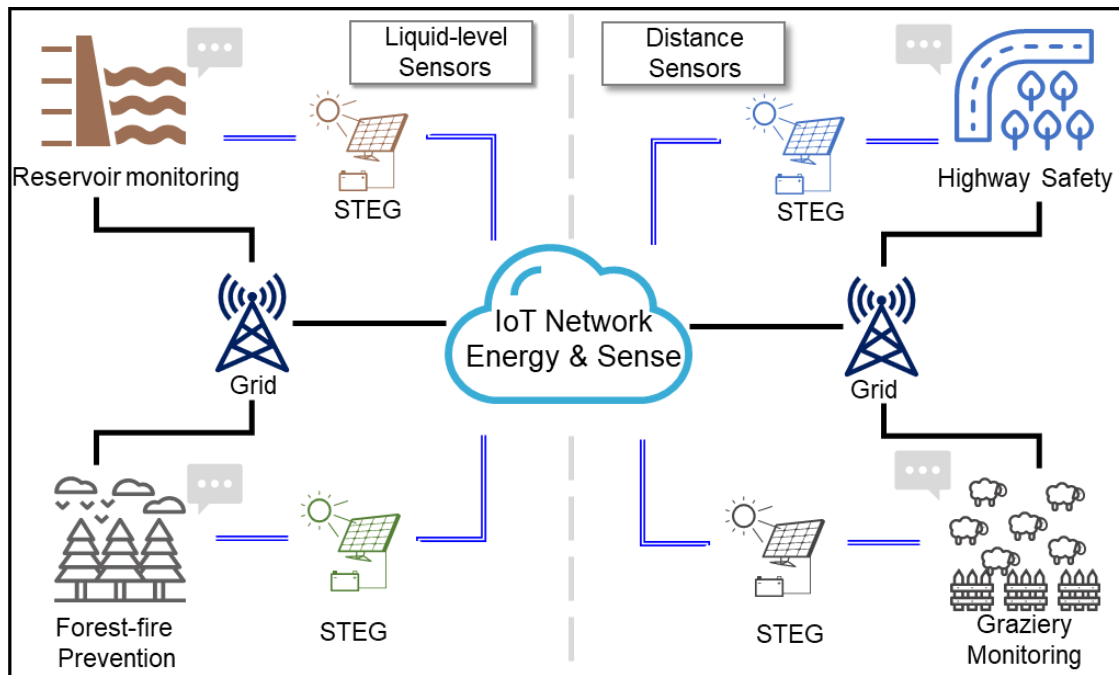 Liquid-level
Sensors
Distance
Sensors
Reservoir monitoring
STEG
STEG
Highway Safety
IoT Network
Energy & Sense
Grid
Grid
Forest-fire
Prevention
STEG
STEG
Graziery
Monitoring